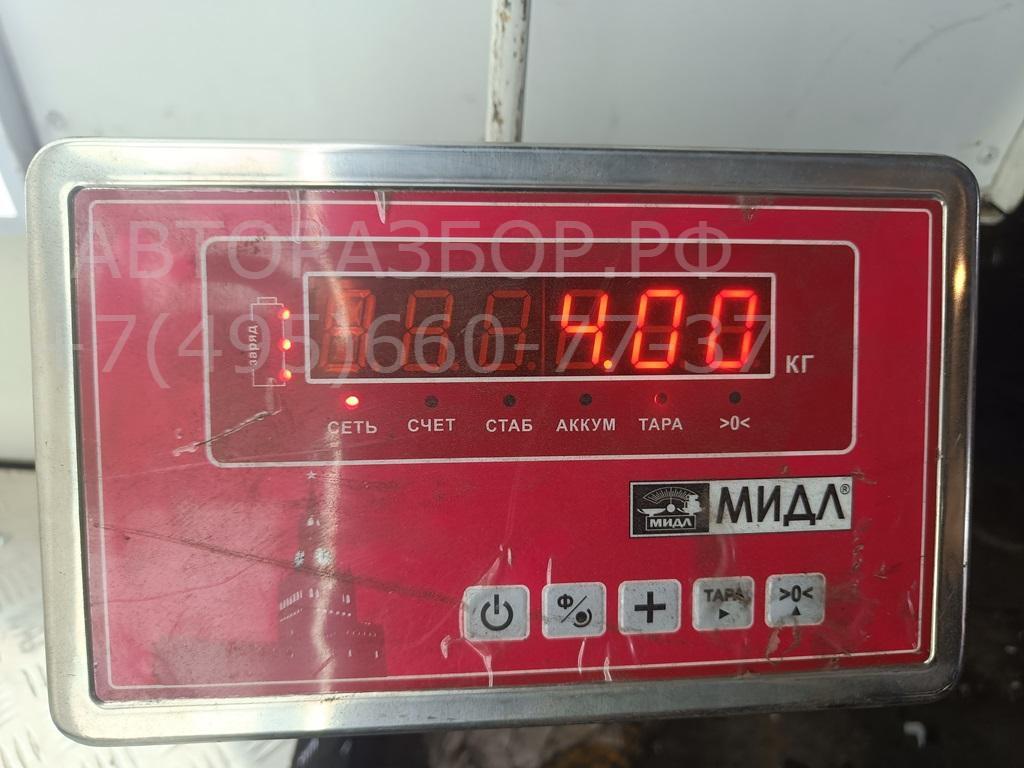 АВТОРАЗБОР.РФ
+7(495)660-77-37
заряд
4.00
КГ
СЕТЬ СЧЕТ СТАБ АККУМ ТАРА >0<
МИДЛ МИДЛ®
Ф + ТАРА >0<